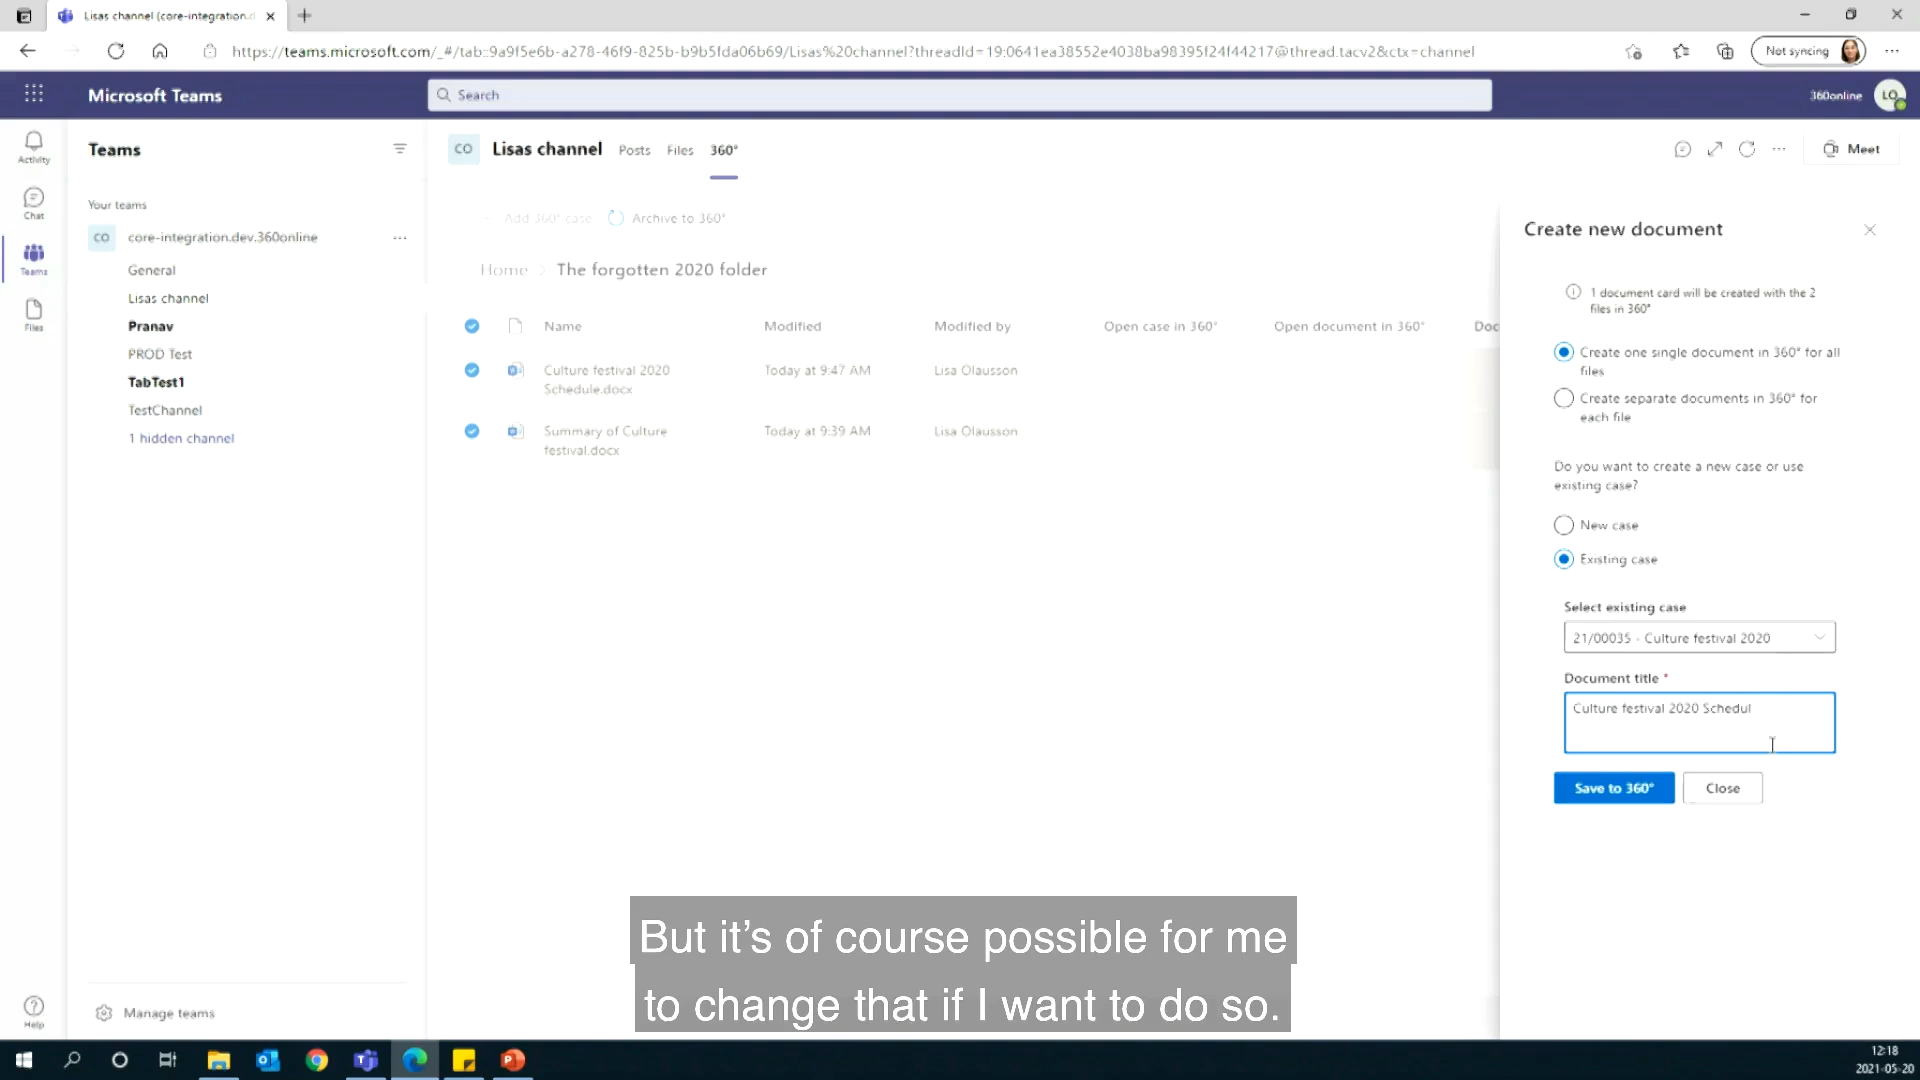 Lisas channel (core-integration.d
https://teams.microsoft.com/_#/tab::9a9f5e6b-a278-46f9-825b-b9b5fda06b69/Lisas%20channel?threadId=19:0641ea38552e4038ba98395f24f44217@thread.tacv2&ctx=channel
Not syncing
Microsoft Teams
Search
360online
LO
Activity
Chat
Teams
Files
Help
Teams
Your teams
CO
core-integration.dev.360online
General
Lisas channel
Pranav
PROD Test
TabTest1
TestChannel
1 hidden channel
Manage teams
CO Lisas channel Posts Files 360°
Meet
Add 360° case Archive to 360°
Home > The forgotten 2020 folder
Name Modified Modified by Open case in 360° Open document in 360° Doc
Culture festival 2020 Today at 9:47 AM Lisa Olausson
Schedule.docx
Summary of Culture Today at 9:39 AM Lisa Olausson
festival.docx
Create new document
1 document card will be created with the 2
files in 360°
Create one single document in 360° for all
files
Create separate documents in 360° for
each file
Do you want to create a new case or use
existing case?
New case
Existing case
Select existing case
21/00035 - Culture festival 2020
Document title *
Culture festival 2020 Schedul
Save to 360° Close
But it’s of course possible for me
to change that if I want to do so.
12:18
2021-05-20